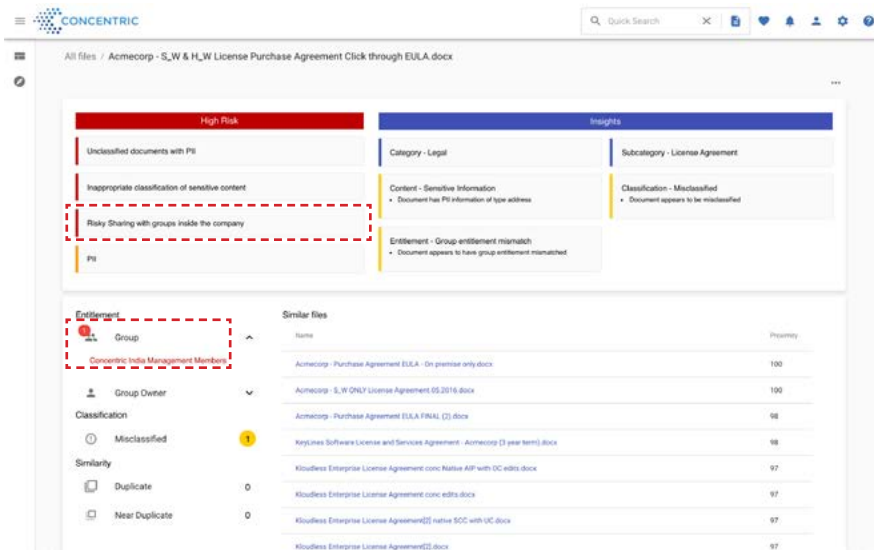 CONCENTRIC
Quick Search
All files / Acmecorp - S_W & H_W License Purchase Agreement Click through EULA.docx
High Risk
Unclassified documents with PII
Inappropriate classification of sensitive content
Risky Sharing with groups inside the company
PII
Insights
Category - Legal
Subcategory - License Agreement
Content - Sensitive Information
• Document has PII information of type address
Classification - Misclassified
• Document appears to be misclassified
Entitlement - Group entitlement mismatch
• Document appears to have group entitlement mismatched
Entitlement
1
Group
Concentric India Management Members
Group Owner
Classification
Misclassified 1
Similarity
Duplicate 0
Near Duplicate 0
Similar files
Name Proximity
Acmecorp - Purchase Agreement EULA - On premise only.docx 100
Acmecorp - S_W ONLY License Agreement.05.2016.docx 100
Acmecorp - Purchase Agreement EULA FINAL (2).docx 98
KeyLines Software License and Services Agreement - Acmecorp (3 year term).docx 98
Kloudless Enterprise License Agreement conc Native AIP with OC edits.docx 97
Kloudless Enterprise License Agreement conc edits.docx 97
Kloudless Enterprise License Agreement[2] native SCC with UC.docx 97
Kloudless Enterprise License Agreement[2].docx 97